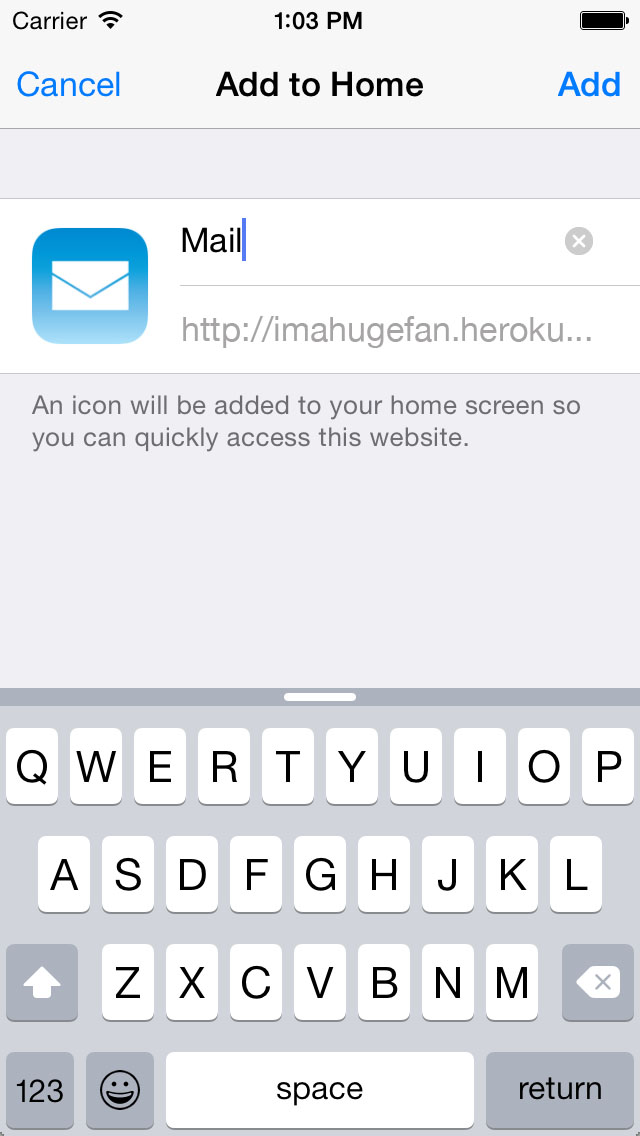 Carrier 1:03 PM
Cancel Add to Home Add
Mail
http://imahugefan.heroku...
An icon will be added to your home screen so
you can quickly access this website.
Q W E R T Y U I O P
A S D F G H J K L
Z X C V B N M
123 space return